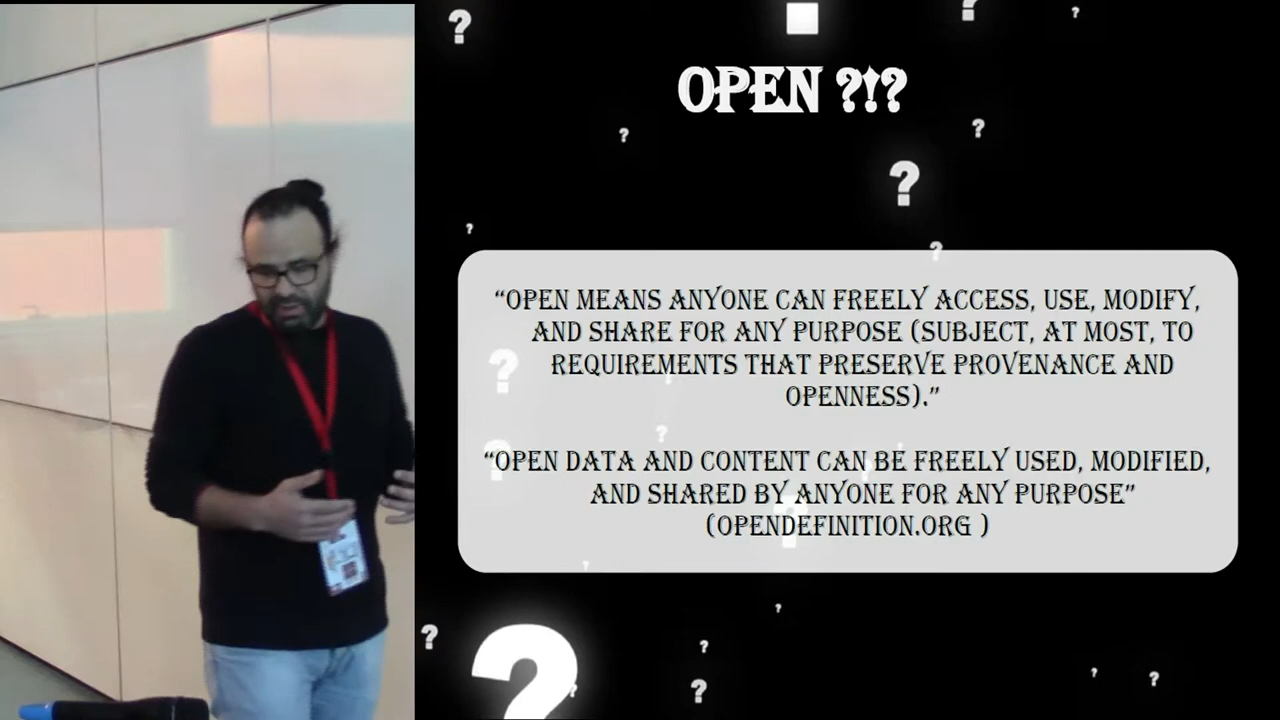 OPEN ?!?
“OPEN MEANS ANYONE CAN FREELY ACCESS, USE, MODIFY,
AND SHARE FOR ANY PURPOSE (SUBJECT, AT MOST, TO
REQUIREMENTS THAT PRESERVE PROVENANCE AND
OPENNESS).”
“OPEN DATA AND CONTENT CAN BE FREELY USED, MODIFIED,
AND SHARED BY ANYONE FOR ANY PURPOSE”
(OPENDEFINITION.ORG )